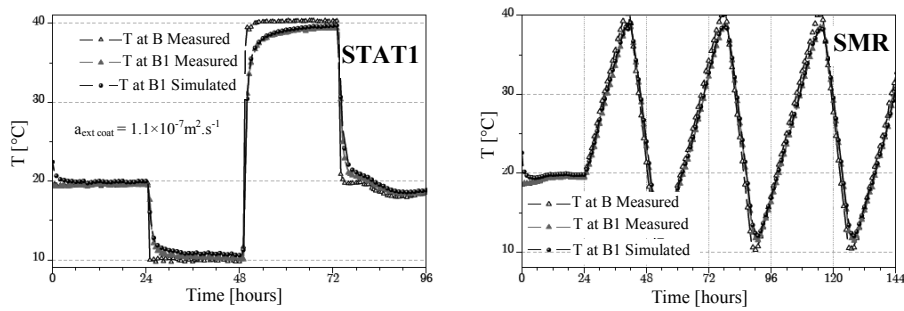 40
30
20
10
T [°C]
T at B Measured
T at B1 Measured
T at B1 Simulated
STAT1
a_ext coat = 1.1×10⁻⁷m².s⁻¹
0 24 48 72 96
Time [hours]
40
30
20
10
T [°C]
SMR
T at B Measured
T at B1 Measured
T at B1 Simulated
0 24 48 72 96 120 144
Time [hours]